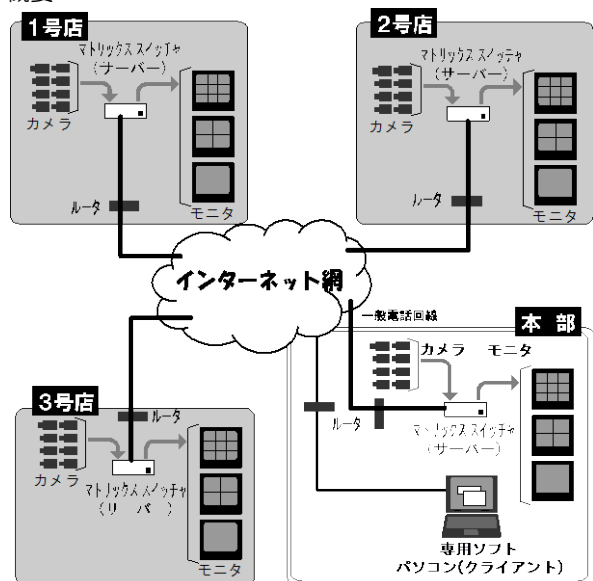 概要
1号店
マトリックススイッチャ
(サーバー)
カメラ
ルータ
モニタ
2号店
マトリックススイッチャ
(サーバー)
カメラ
ルータ
モニタ
インターネット網
一般電話回線
本 部
カメラ モニタ
マトリックススイッチャ
(サーバー)
ルータ
専用ソフト
パソコン(クライアント)
3号店
ルータ
カメラ
マトリックススイッチャ
モニタ